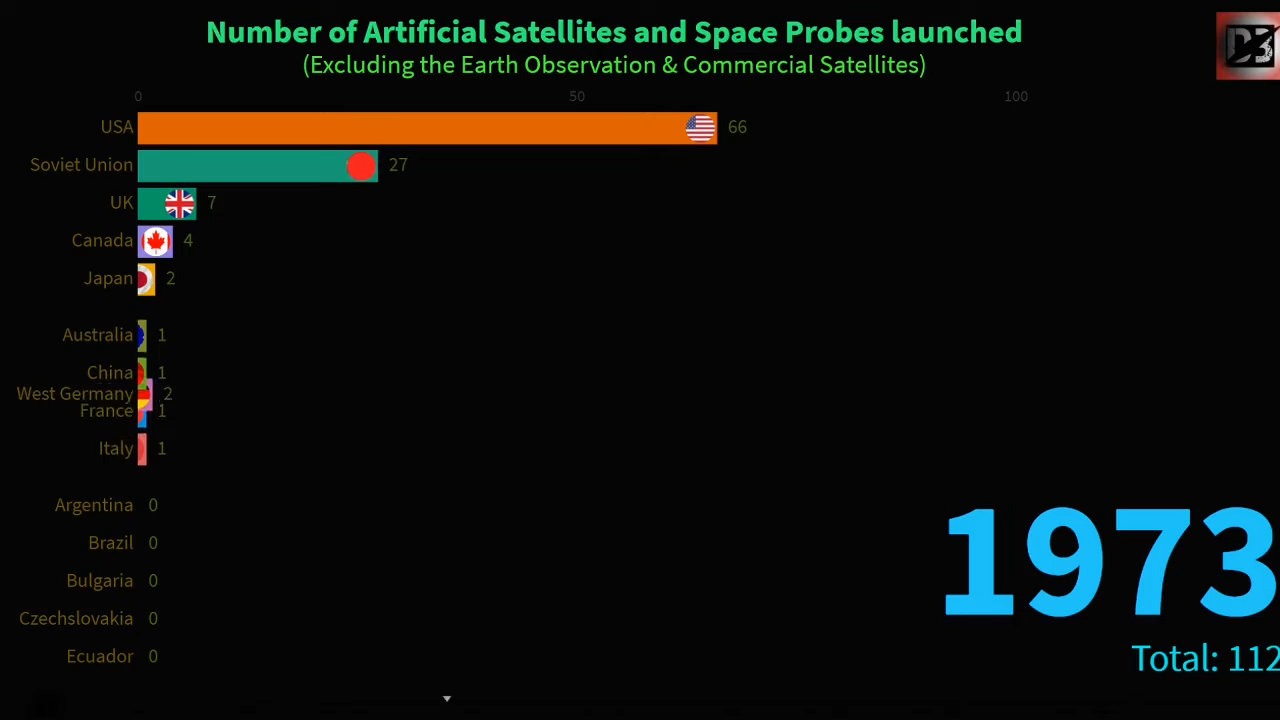 Number of Artificial Satellites and Space Probes launched
(Excluding the Earth Observation & Commercial Satellites)
0 50 100
USA 66
Soviet Union 27
UK 7
Canada 4
Japan 2
Australia 1
China 1
West Germany 2
France 1
Italy 1
Argentina 0
Brazil 0
Bulgaria 0
Czechslovakia 0
Ecuador 0
1973
Total: 112